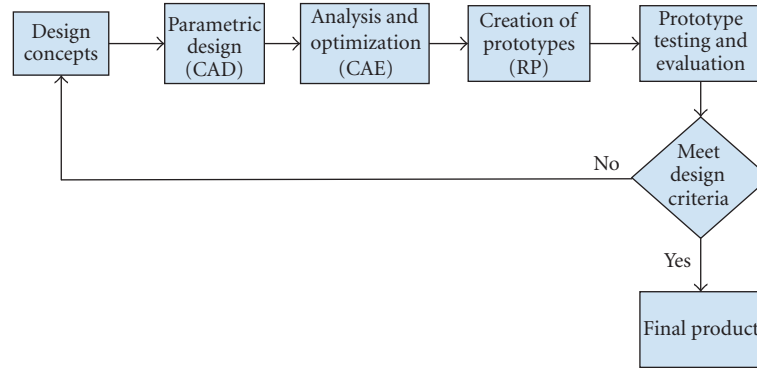 Design
concepts
Parametric
design
(CAD)
Analysis and
optimization
(CAE)
Creation of
prototypes
(RP)
Prototype
testing and
evaluation
Meet
design
criteria
No
Yes
Final product